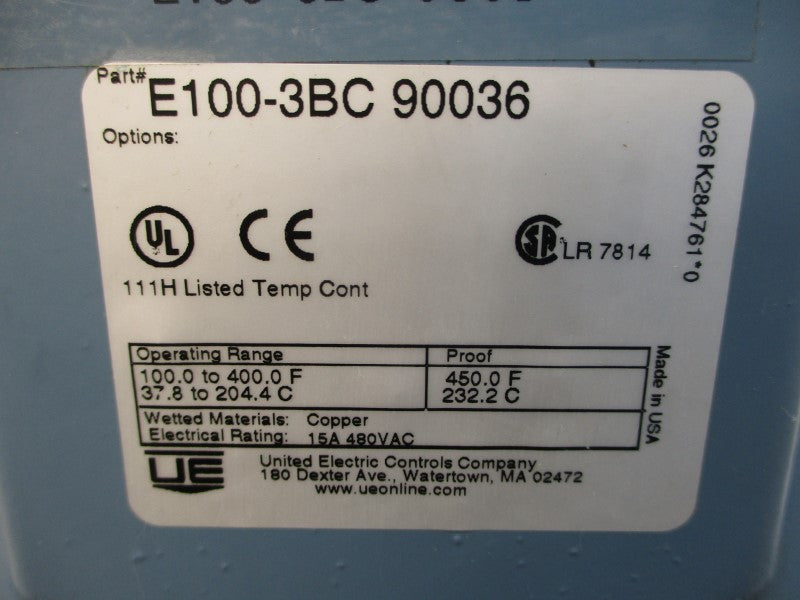 Part# E100-3BC 90036
Options:
0026 K284761*0
UL CE SA LR 7814
111H Listed Temp Cont
Operating Range Proof
100.0 to 400.0 F 450.0 F
37.8 to 204.4 C 232.2 C
Wetted Materials: Copper
Electrical Rating: 15A 480VAC
Made in USA
UE
United Electric Controls Company
180 Dexter Ave., Watertown, MA 02472
www.ueonline.com